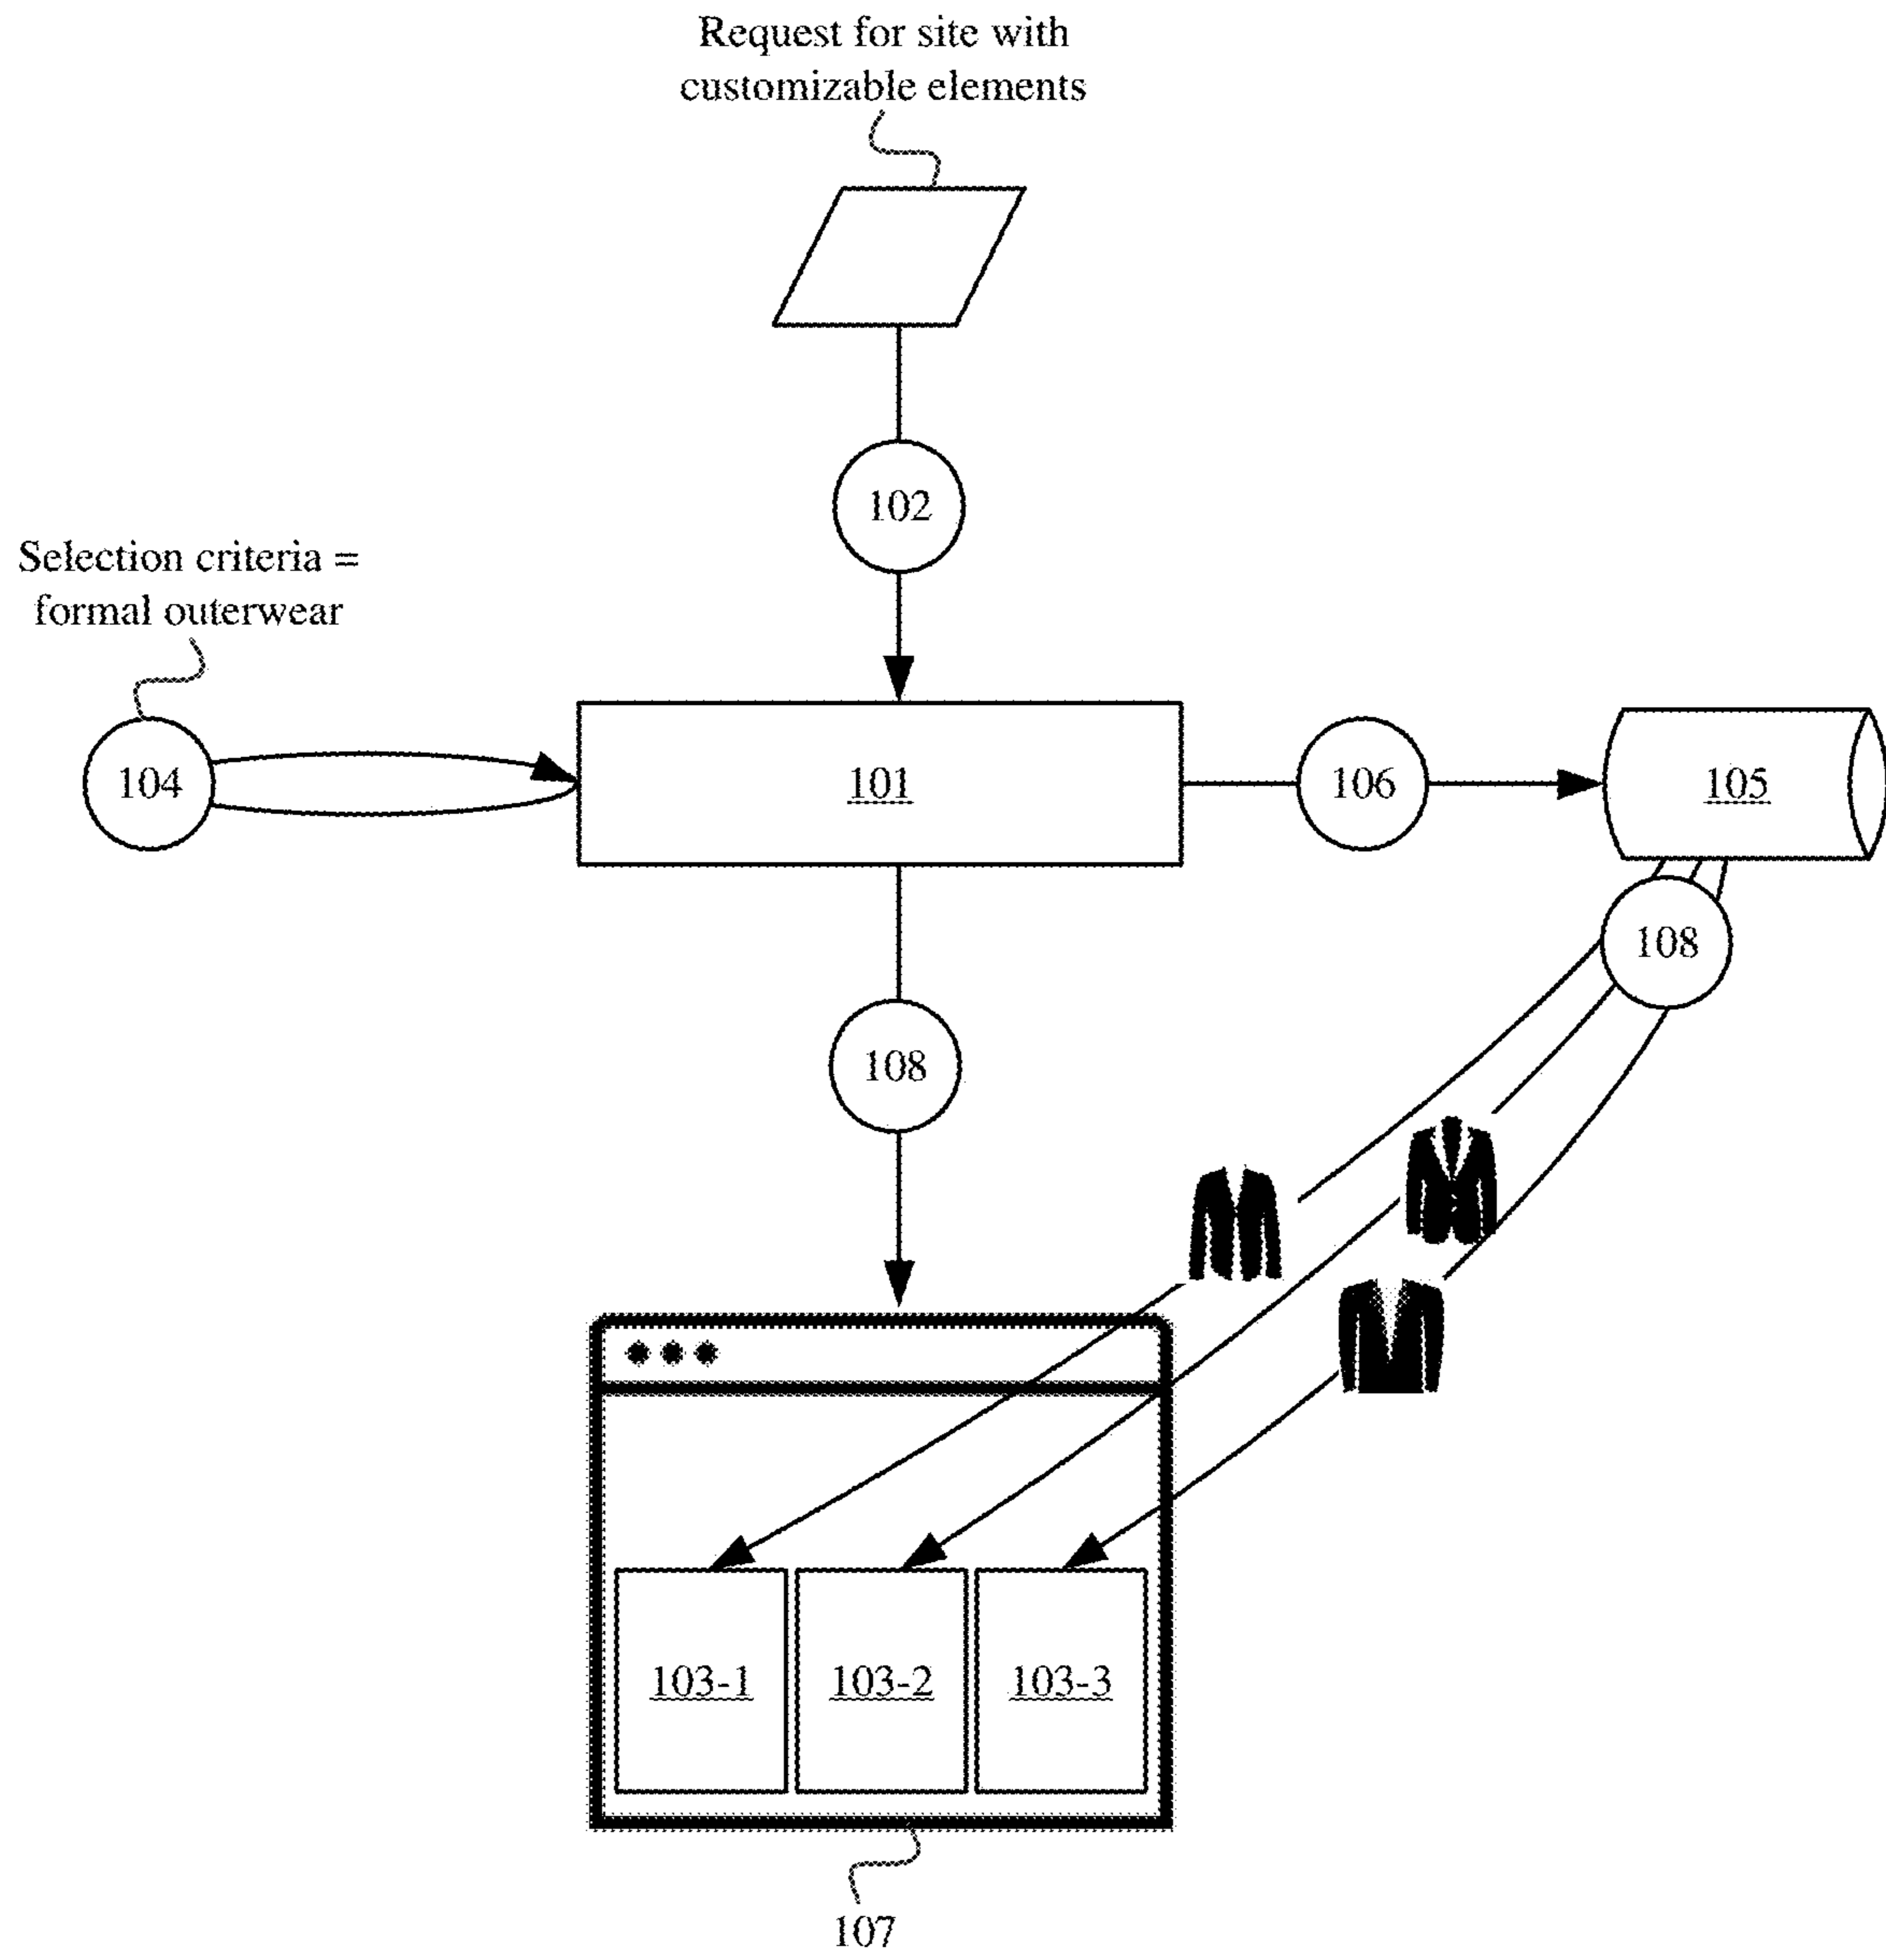 Request for site with
customizable elements
102
Selection criteria =
formal outerwear
104
101
106
105
108
108
103-1
103-2
103-3
107